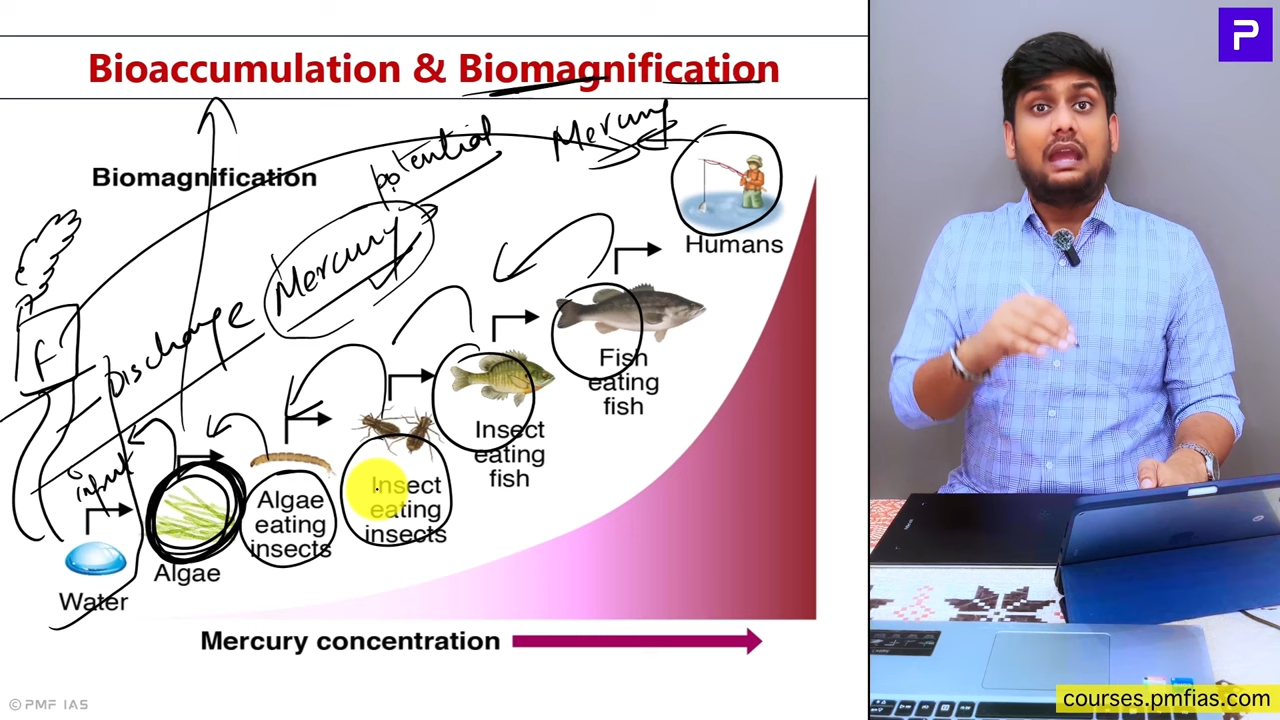 Bioaccumulation & Biomagnification
P
Biomagnification
potential
Mercury
Mercury
Discharge
input
F
Humans
Fish
eating
fish
Insect
eating
fish
Insect
eating
insects
Algae
eating
insects
Algae
Water
Mercury concentration
© PMF IAS
courses.pmfias.com